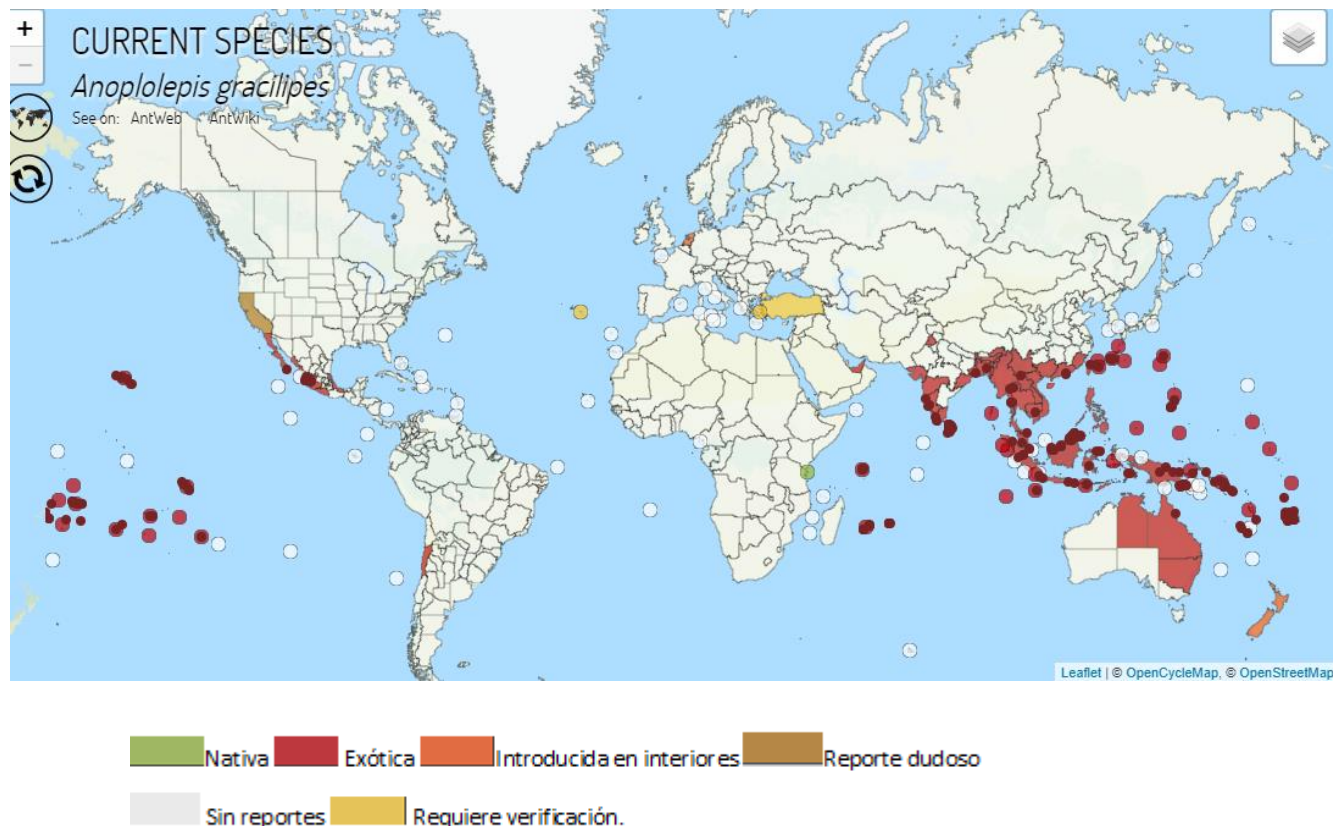 +
CURRENT SPECIES
−
Anoplolepis gracilipes
See on: AntWeb AntWiki
Leaflet | © OpenCycleMap, © OpenStreetMap
Nativa Exótica Introducida en interiores Reporte dudoso
Sin reportes Requiere verificación.